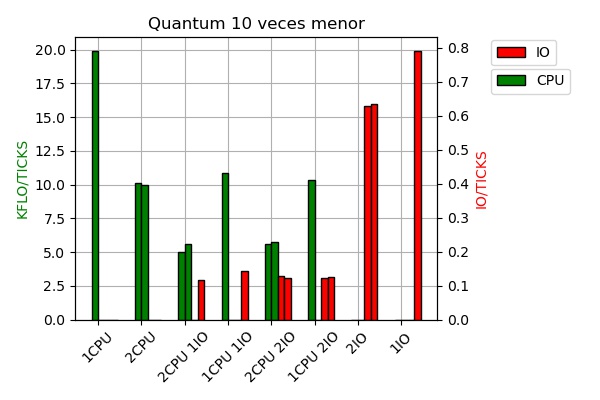 Quantum 10 veces menor
20.0
17.5
15.0
12.5
10.0
7.5
5.0
2.5
0.0
KFLO/TICKS
0.8
0.7
0.6
0.5
0.4
0.3
0.2
0.1
0.0
IO/TICKS
IO
CPU
1CPU
2CPU
2CPU 1IO
1CPU 1IO
2CPU 2IO
1CPU 2IO
2IO
1IO